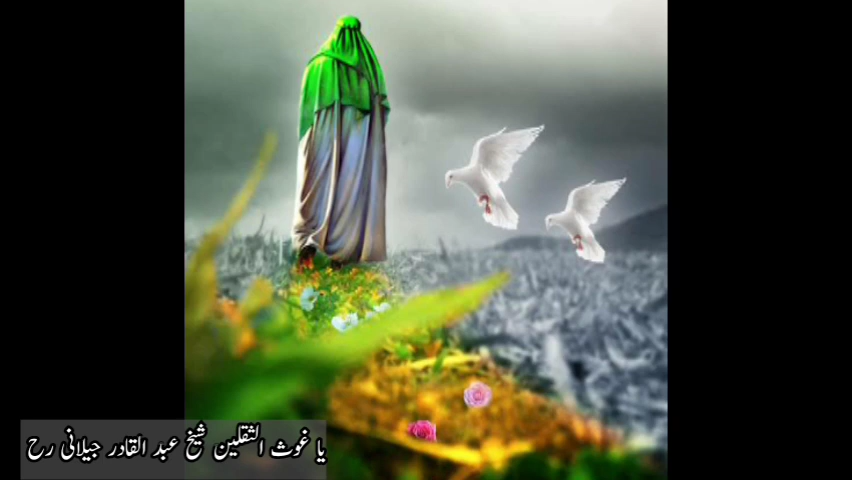 یا غوث الثقلین شیخ عبد القادر جیلانی رح